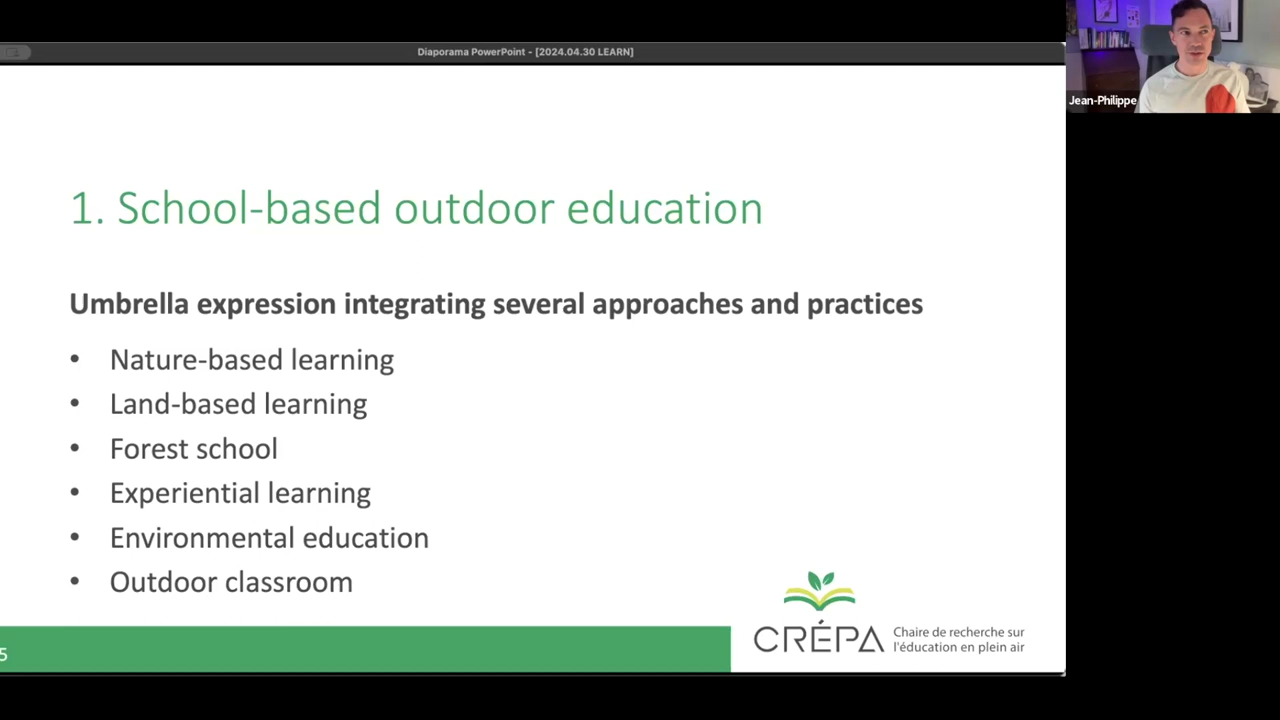 Diaporama PowerPoint - [2024.04.30 LEARN]
Jean-Philippe
1. School-based outdoor education
Umbrella expression integrating several approaches and practices
• Nature-based learning
• Land-based learning
• Forest school
• Experiential learning
• Environmental education
• Outdoor classroom
5
CRÉPA
Chaire de recherche sur
l'éducation en plein air